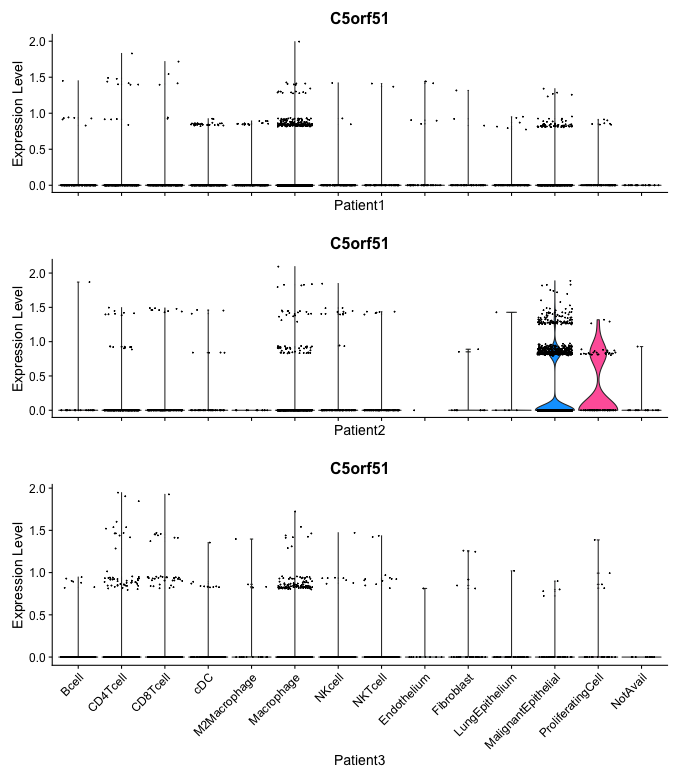 C5orf51
Expression Level
2.0
1.5
1.0
0.5
0.0
Patient1
C5orf51
Expression Level
2.0
1.5
1.0
0.5
0.0
Patient2
C5orf51
Expression Level
2.0
1.5
1.0
0.5
0.0
Bcell
CD4Tcell
CD8Tcell
cDC
M2Macrophage
Macrophage
NKcell
NKTcell
Endothelium
Fibroblast
LungEpithelium
MalignantEpithelial
ProliferatingCell
NotAvail
Patient3